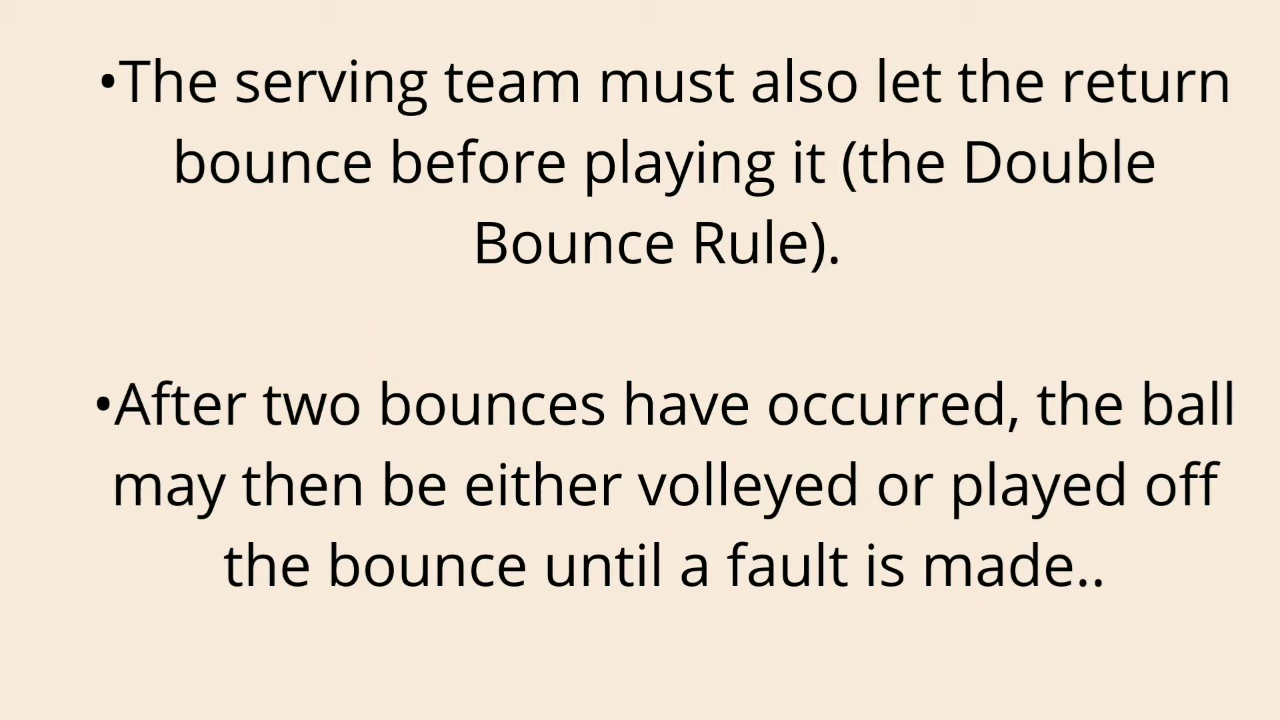 •The serving team must also let the return
bounce before playing it (the Double
Bounce Rule).
•After two bounces have occurred, the ball
may then be either volleyed or played off
the bounce until a fault is made..